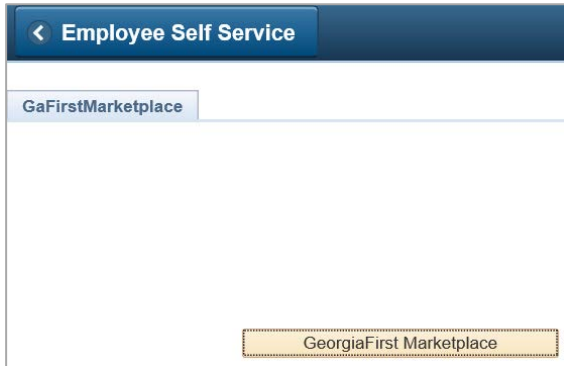 Employee Self Service
GaFirstMarketplace
GeorgiaFirst Marketplace